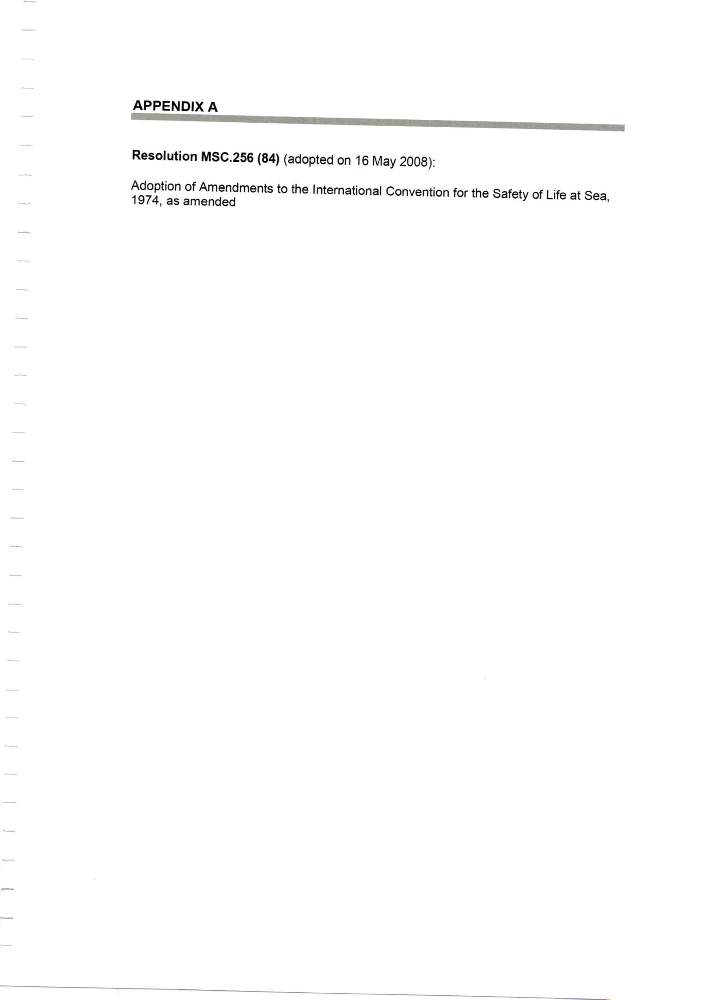 APPENDIX A
Resolution MSC.256 (84) (adopted on 16 May 2008):
Adoption of Amendments to the International Convention for the Safety of Life at Sea,
1974, as amended